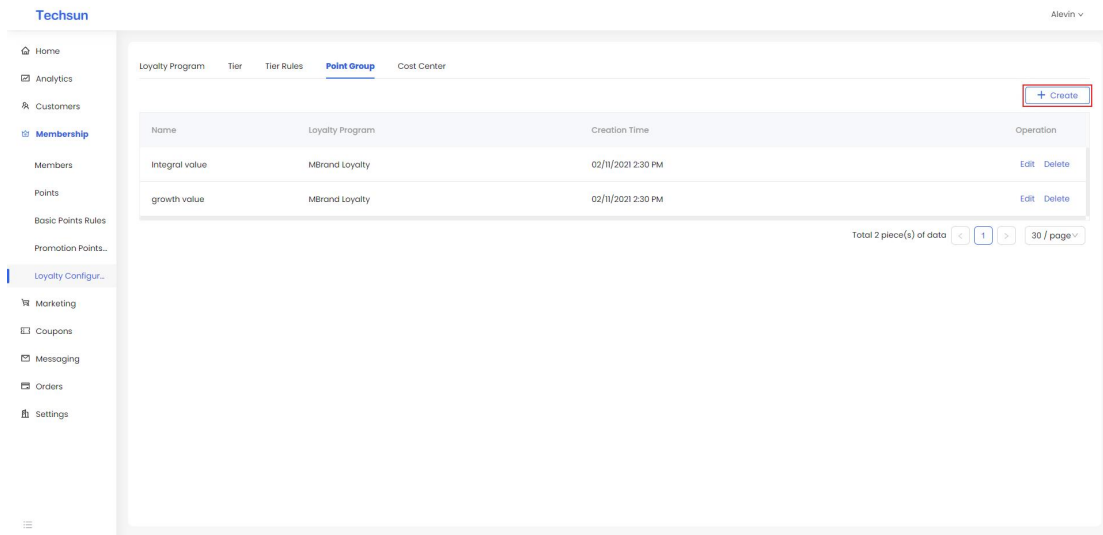 Techsun
Alevin
Home
Analytics
Customers
Membership
Members
Points
Basic Points Rules
Promotion Points...
Loyalty Configur...
Marketing
Coupons
Messaging
Orders
Settings
Loyalty Program Tier Tier Rules Point Group Cost Center
+ Create
Name Loyalty Program Creation Time Operation
Integral value MBrand Loyalty 02/11/2021 2:30 PM Edit Delete
growth value MBrand Loyalty 02/11/2021 2:30 PM Edit Delete
Total 2 piece(s) of data < 1 > 30 / page